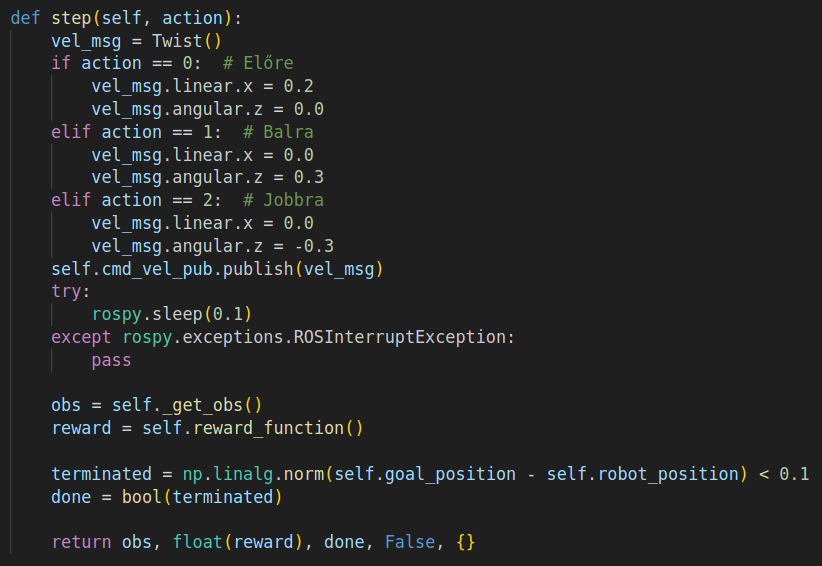 def step(self, action):
    vel_msg = Twist()
    if action == 0:  # Előre
        vel_msg.linear.x = 0.2
        vel_msg.angular.z = 0.0
    elif action == 1:  # Balra
        vel_msg.linear.x = 0.0
        vel_msg.angular.z = 0.3
    elif action == 2:  # Jobbra
        vel_msg.linear.x = 0.0
        vel_msg.angular.z = -0.3
    self.cmd_vel_pub.publish(vel_msg)
    try:
        rospy.sleep(0.1)
    except rospy.exceptions.ROSInterruptException:
        pass

    obs = self._get_obs()
    reward = self.reward_function()

    terminated = np.linalg.norm(self.goal_position - self.robot_position) < 0.1
    done = bool(terminated)

    return obs, float(reward), done, False, {}